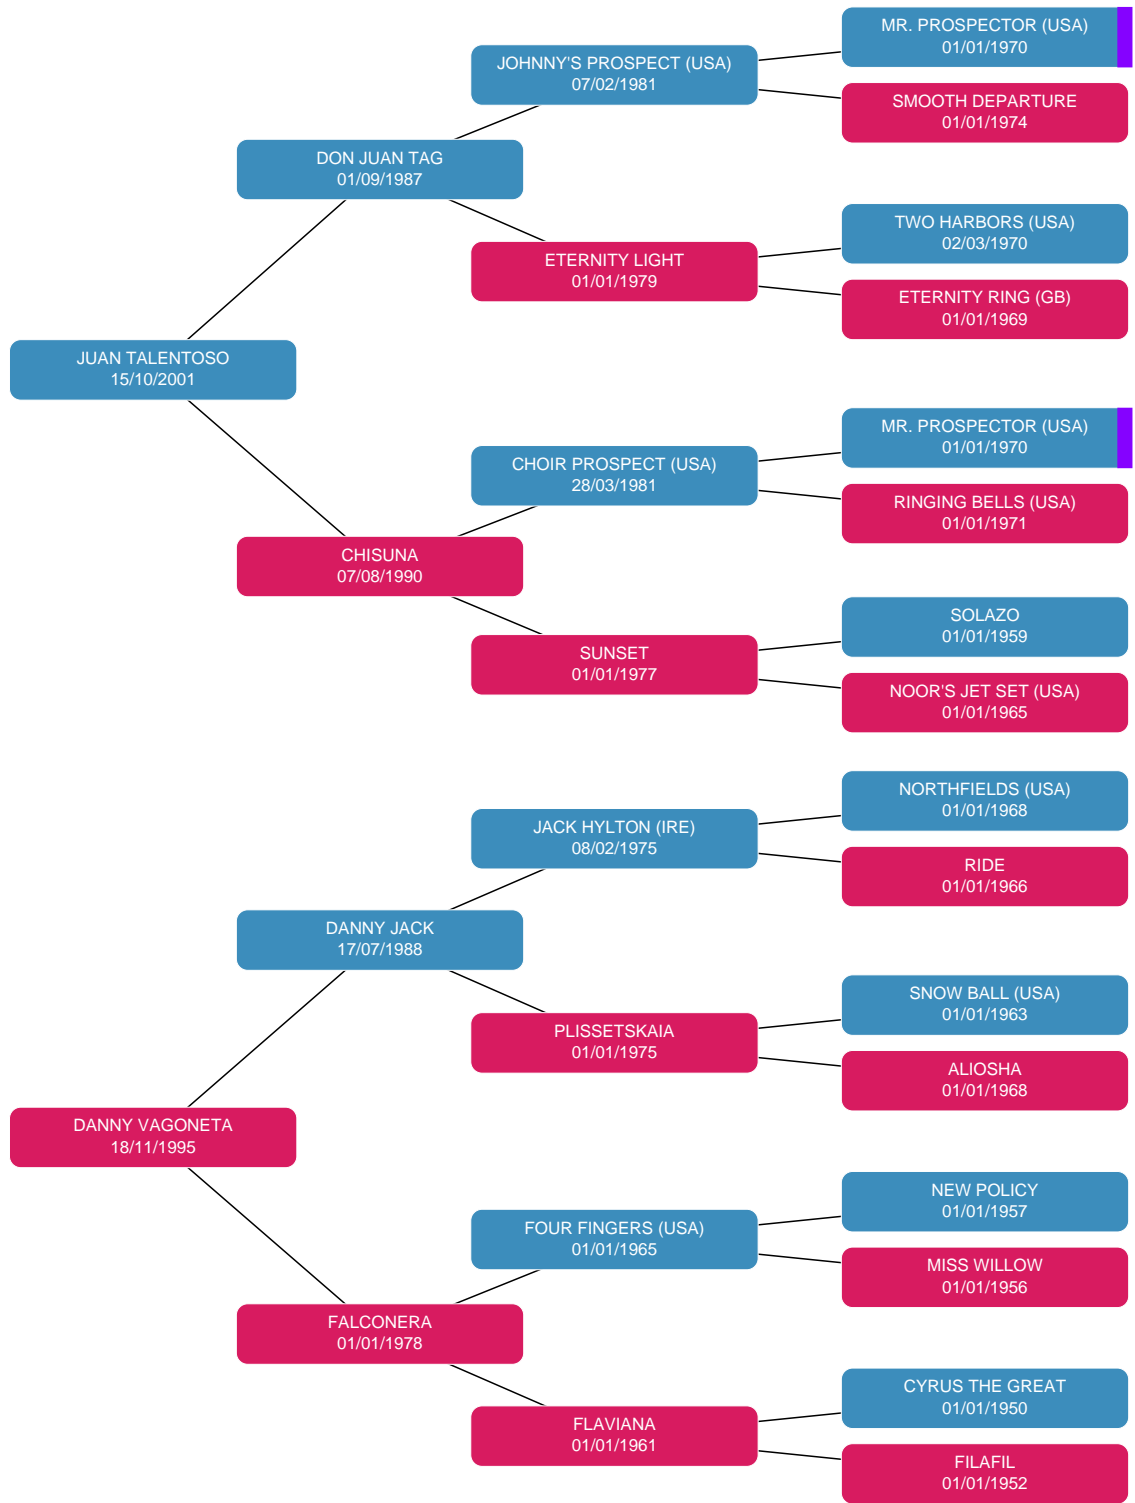 MR. PROSPECTOR (USA)
01/01/1970
JOHNNY'S PROSPECT (USA)
07/02/1981
SMOOTH DEPARTURE
01/01/1974
DON JUAN TAG
01/09/1987
TWO HARBORS (USA)
02/03/1970
ETERNITY LIGHT
01/01/1979
ETERNITY RING (GB)
01/01/1969
JUAN TALENTOSO
15/10/2001
MR. PROSPECTOR (USA)
01/01/1970
CHOIR PROSPECT (USA)
28/03/1981
RINGING BELLS (USA)
01/01/1971
CHISUNA
07/08/1990
SOLAZO
01/01/1959
SUNSET
01/01/1977
NOOR'S JET SET (USA)
01/01/1965
NORTHFIELDS (USA)
01/01/1968
JACK HYLTON (IRE)
08/02/1975
RIDE
01/01/1966
DANNY JACK
17/07/1988
SNOW BALL (USA)
01/01/1963
PLISSETSKAIA
01/01/1975
ALIOSHA
01/01/1968
DANNY VAGONETA
18/11/1995
NEW POLICY
01/01/1957
FOUR FINGERS (USA)
01/01/1965
MISS WILLOW
01/01/1956
FALCONERA
01/01/1978
CYRUS THE GREAT
01/01/1950
FLAVIANA
01/01/1961
FILAFIL
01/01/1952